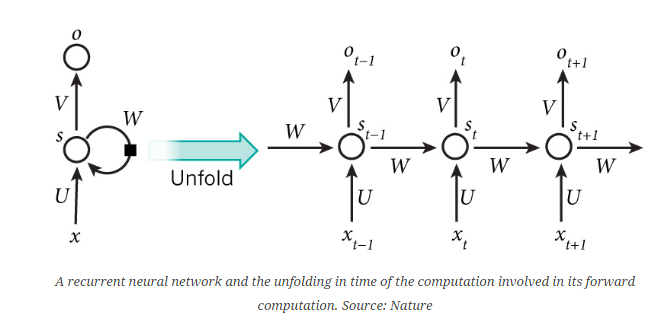 o
V
W
s
U
x
Unfold
o t-1
o t
o t+1
V
V
V
W
s t-1
s t
s t+1
W
W
W
U
U
U
x t-1
x t
x t+1
A recurrent neural network and the unfolding in time of the computation involved in its forward
computation. Source: Nature